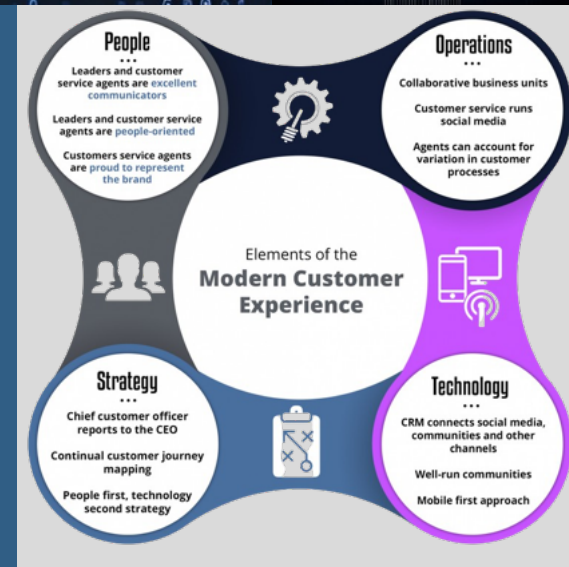 People
Leaders and customer
service agents are excellent
communicators
Leaders and customer service
agents are people-oriented
Customers service agents
are proud to represent
the brand
Operations
Collaborative business units
Customer service runs
social media
Agents can account for
variation in customer
processes
Elements of the
Modern Customer
Experience
Strategy
Chief customer officer
reports to the CEO
Continual customer journey
mapping
People first, technology
second strategy
Technology
CRM connects social media,
communities and other
channels
Well-run communities
Mobile first approach